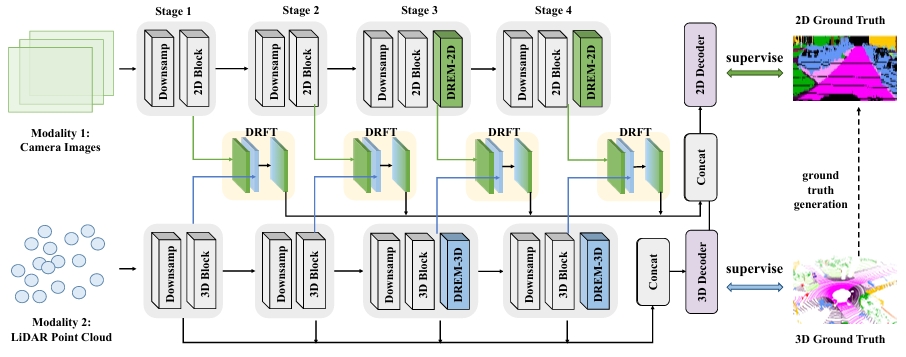 Stage 1
Stage 2
Stage 3
Stage 4
2D Ground Truth
Downsamp
2D Block
Downsamp
2D Block
Downsamp
2D Block
DREM-2D
Downsamp
2D Block
DREM-2D
2D Decoder
supervise
Modality 1:
Camera Images
DRFT
DRFT
DRFT
DRFT
Concat
ground
truth
generation
Downsamp
3D Block
Downsamp
3D Block
Downsamp
3D Block
DREM-3D
Downsamp
3D Block
DREM-3D
Concat
3D Decoder
supervise
Modality 2:
LiDAR Point Cloud
3D Ground Truth